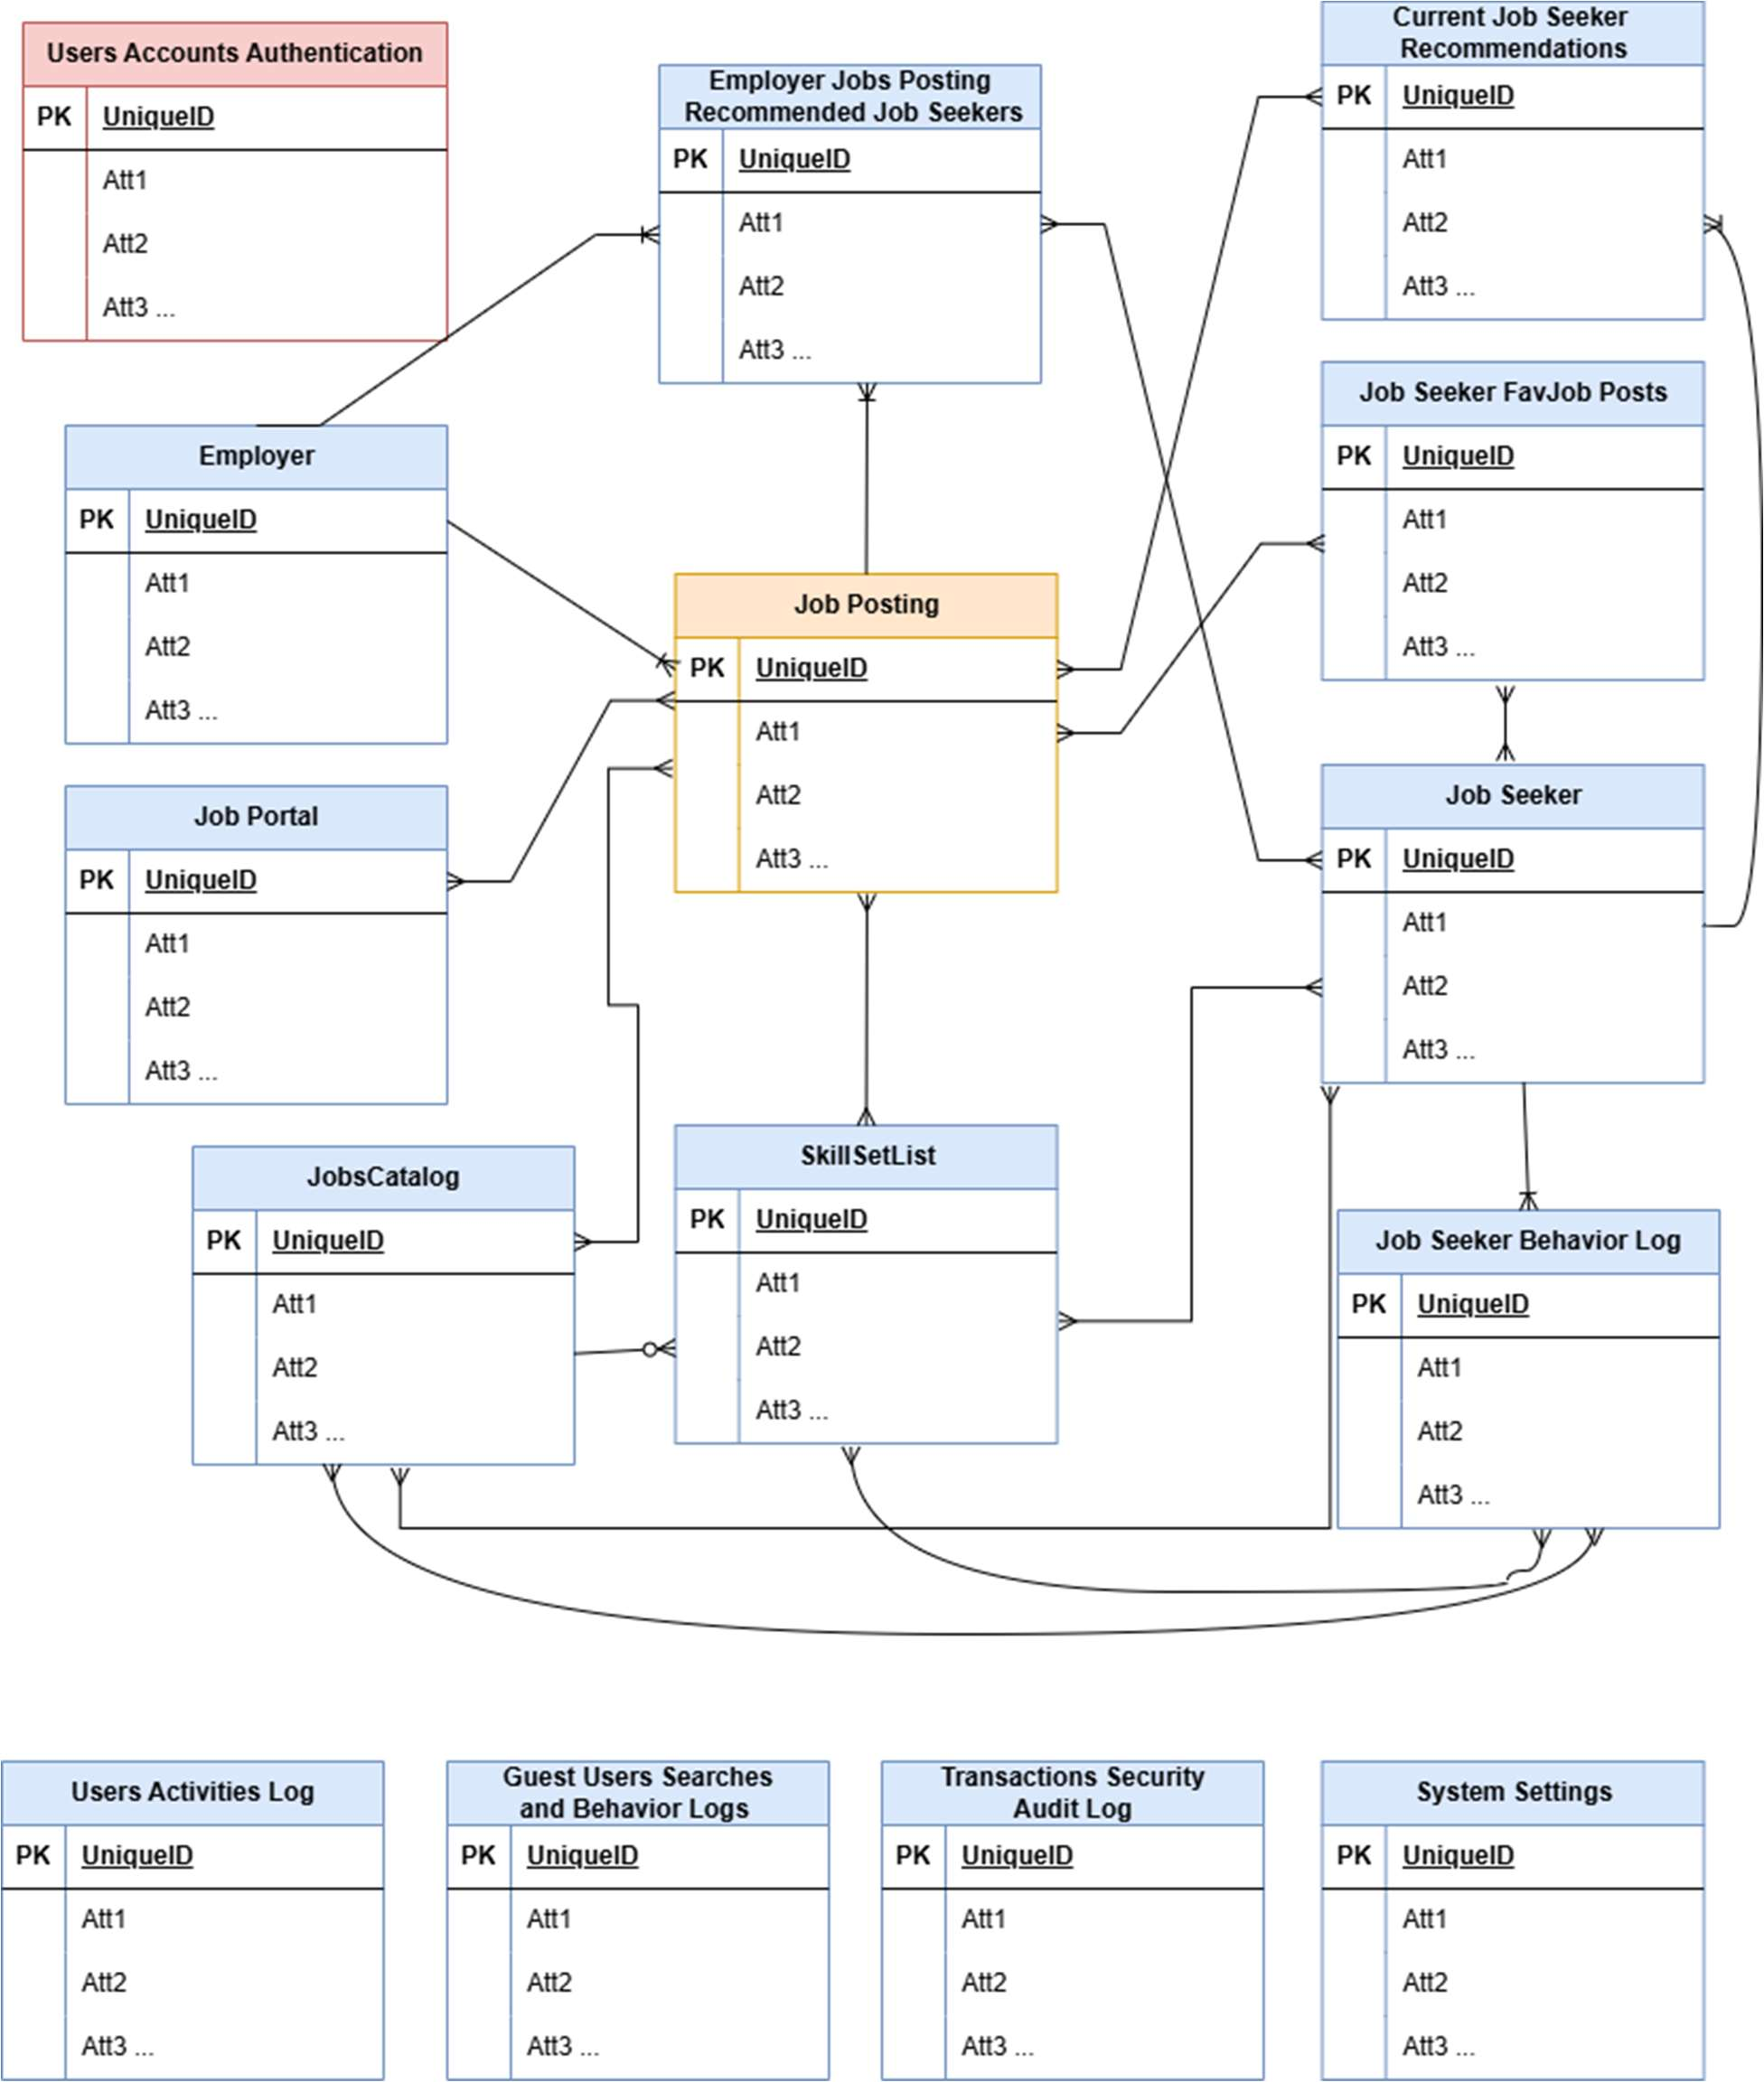 Users Accounts Authentication
PK UniqueID
Att1
Att2
Att3 ...
Employer Jobs Posting
Recommended Job Seekers
PK UniqueID
Att1
Att2
Att3 ...
Current Job Seeker
Recommendations
PK UniqueID
Att1
Att2
Att3 ...
Employer
PK UniqueID
Att1
Att2
Att3 ...
Job Posting
PK UniqueID
Att1
Att2
Att3 ...
Job Seeker FavJob Posts
PK UniqueID
Att1
Att2
Att3 ...
Job Portal
PK UniqueID
Att1
Att2
Att3 ...
Job Seeker
PK UniqueID
Att1
Att2
Att3 ...
JobsCatalog
PK UniqueID
Att1
Att2
Att3 ...
SkillSetList
PK UniqueID
Att1
Att2
Att3 ...
Job Seeker Behavior Log
PK UniqueID
Att1
Att2
Att3 ...
Users Activities Log
PK UniqueID
Att1
Att2
Att3 ...
Guest Users Searches
and Behavior Logs
PK UniqueID
Att1
Att2
Att3 ...
Transactions Security
Audit Log
PK UniqueID
Att1
Att2
Att3 ...
System Settings
PK UniqueID
Att1
Att2
Att3 ...